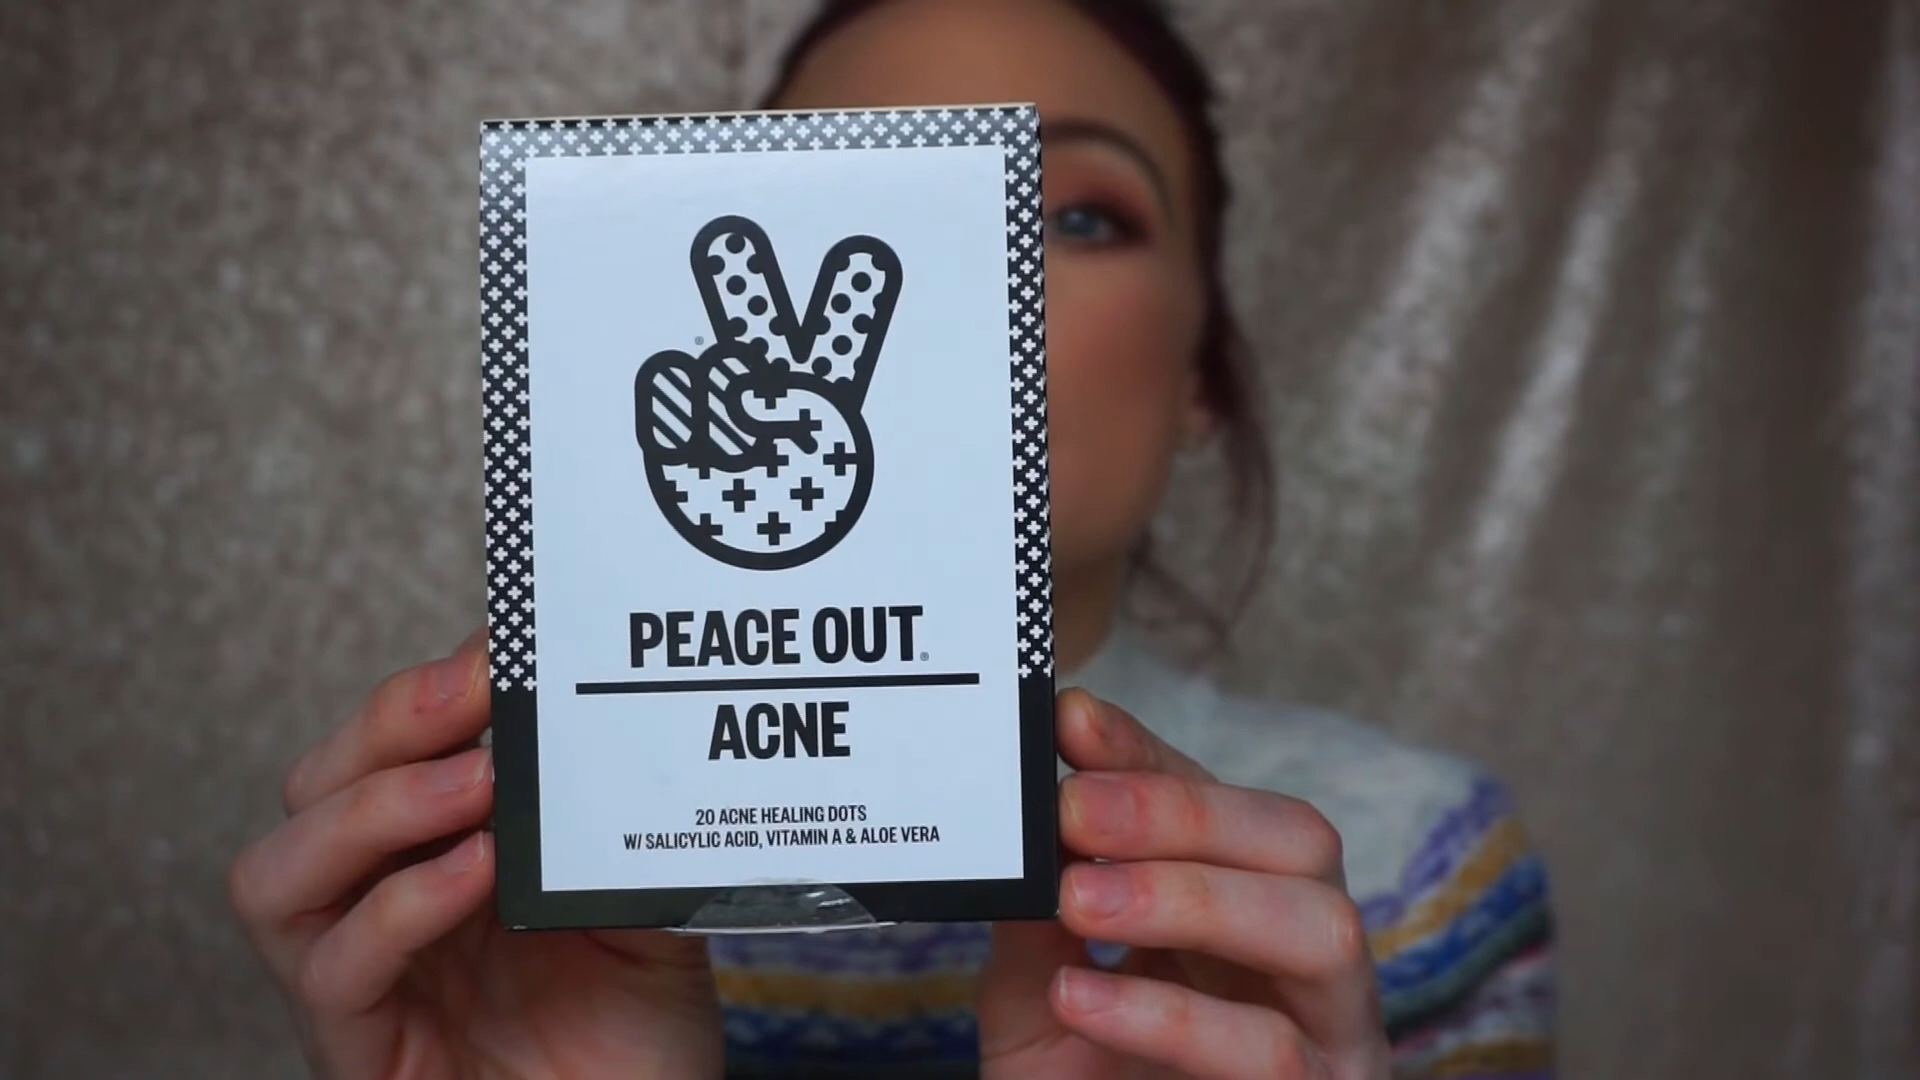 ®
PEACE OUT®
ACNE
20 ACNE HEALING DOTS
W/ SALICYLIC ACID, VITAMIN A & ALOE VERA